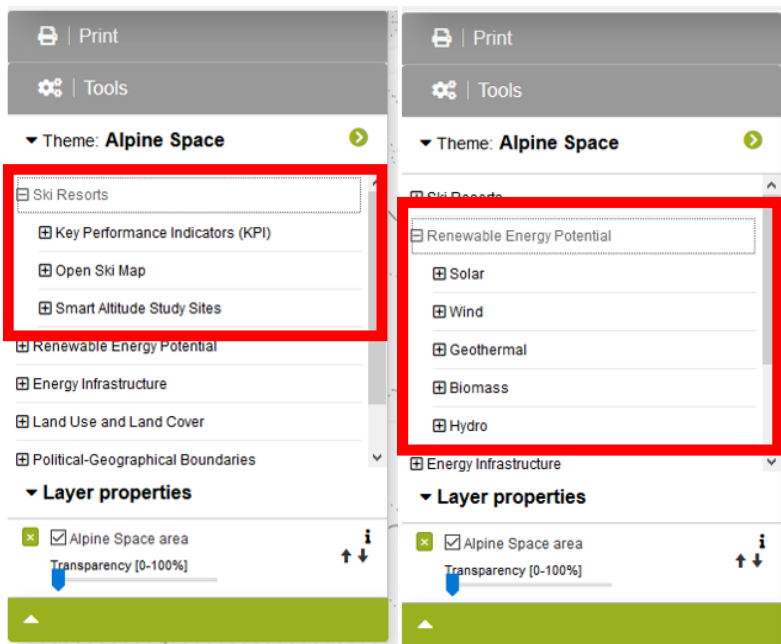 Print
Tools
Theme: Alpine Space
Ski Resorts
Key Performance Indicators (KPI)
Open Ski Map
Smart Altitude Study Sites
Renewable Energy Potential
Energy Infrastructure
Land Use and Land Cover
Political-Geographical Boundaries
Layer properties
Alpine Space area
Transparency [0-100%]
Print
Tools
Theme: Alpine Space
Ski Resorts
Renewable Energy Potential
Solar
Wind
Geothermal
Biomass
Hydro
Energy Infrastructure
Layer properties
Alpine Space area
Transparency [0-100%]